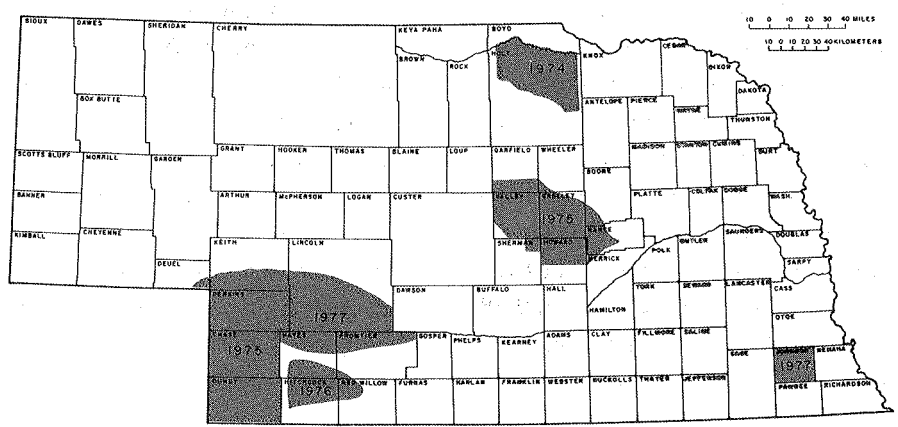 SIOUX DAWES SHERIDAN CHERRY KEYA PAHA BOYD
10 0 10 20 30 40 MILES
10 0 10 20 30 40 KILOMETERS
BROWN ROCK HOLT KNOX CEDAR DIXON
1974
DAKOTA
BOX BUTTE ANTELOPE PIERCE WAYNE THURSTON
SCOTTS BLUFF MORRILL GARDEN GRANT HOOKER THOMAS BLAINE LOUP GARFIELD WHEELER MADISON STANTON CUMING BURT
BOONE
BANNER ARTHUR McPHERSON LOGAN CUSTER VALLEY GREELEY PLATTE COLFAX DODGE WASH.
1975
NANCE
KIMBALL CHEYENNE KEITH LINCOLN SHERMAN HOWARD MERRICK POLK BUTLER SAUNDERS DOUGLAS
DEUEL SARPY
PERKINS DAWSON BUFFALO HALL HAMILTON YORK SEWARD LANCASTER CASS
1977
OTOE
CHASE HAYES FRONTIER GOSPER PHELPS KEARNEY ADAMS CLAY FILLMORE SALINE
1975
GAGE JOHNSON NEMAHA
1977
DUNDY HITCHCOCK RED WILLOW FURNAS HARLAN FRANKLIN WEBSTER NUCKOLLS THAYER JEFFERSON PAWNEE RICHARDSON
1976